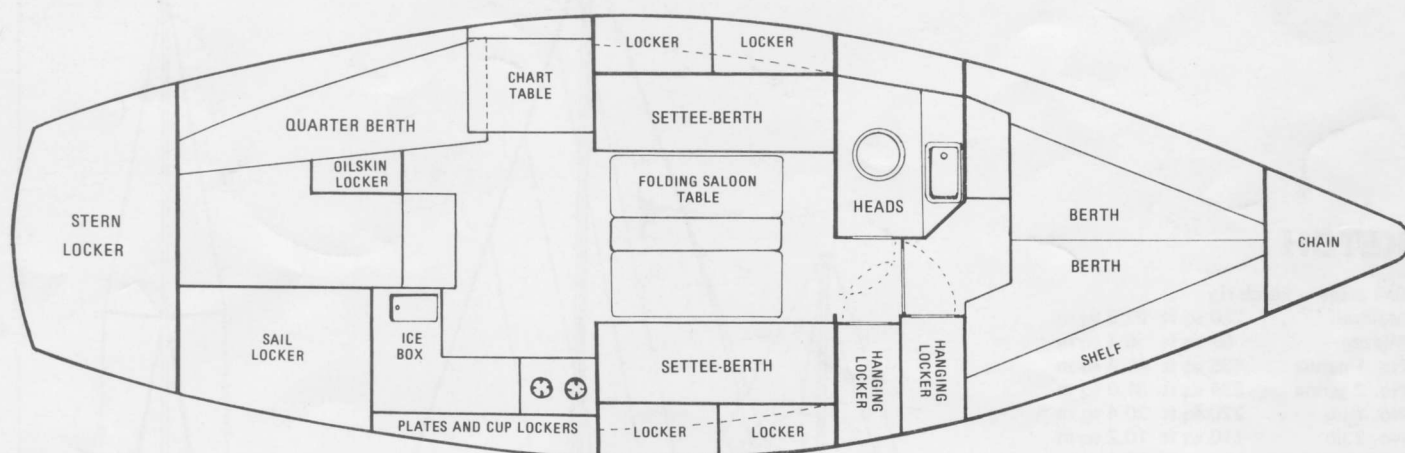 LOCKER
LOCKER
CHART
TABLE
SETTEE-BERTH
QUARTER BERTH
OILSKIN
LOCKER
FOLDING SALOON
TABLE
HEADS
STERN
LOCKER
BERTH
BERTH
CHAIN
SAIL
LOCKER
ICE
BOX
SETTEE-BERTH
HANGING
LOCKER
HANGING
LOCKER
SHELF
PLATES AND CUP LOCKERS
LOCKER
LOCKER